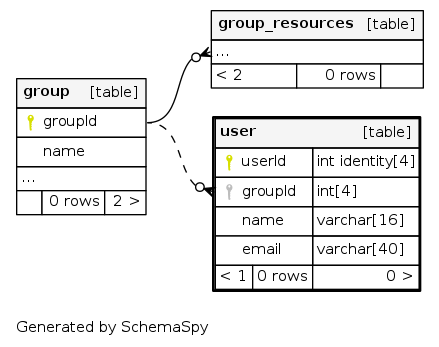 group_resources [table]
...
< 2 0 rows
group [table]
groupId
name
...
0 rows 2 >
user [table]
userId int identity[4]
groupId int[4]
name varchar[16]
email varchar[40]
< 1 0 rows 0 >
Generated by SchemaSpy